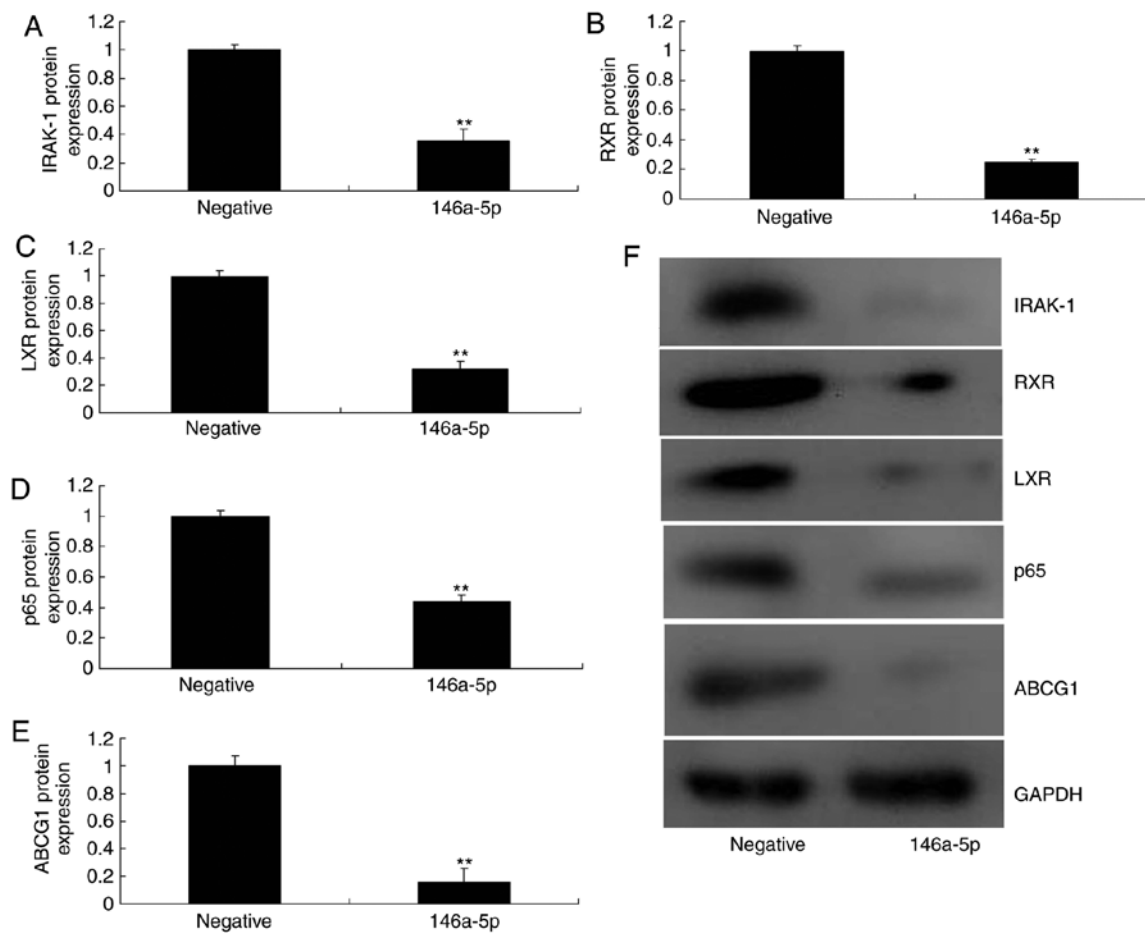 A
IRAK-1 protein
expression
1.2
1
0.8
0.6
0.4
0.2
0
**
Negative 146a-5p
B
RXR protein
expression
1.2
1
0.8
0.6
0.4
0.2
0
**
Negative 146a-5p
C
LXR protein
expression
1.2
1
0.8
0.6
0.4
0.2
0
**
Negative 146a-5p
D
p65 protein
expression
1.2
1
0.8
0.6
0.4
0.2
0
**
Negative 146a-5p
E
ABCG1 protein
expression
1.2
1
0.8
0.6
0.4
0.2
0
**
Negative 146a-5p
F
IRAK-1
RXR
LXR
p65
ABCG1
GAPDH
Negative 146a-5p